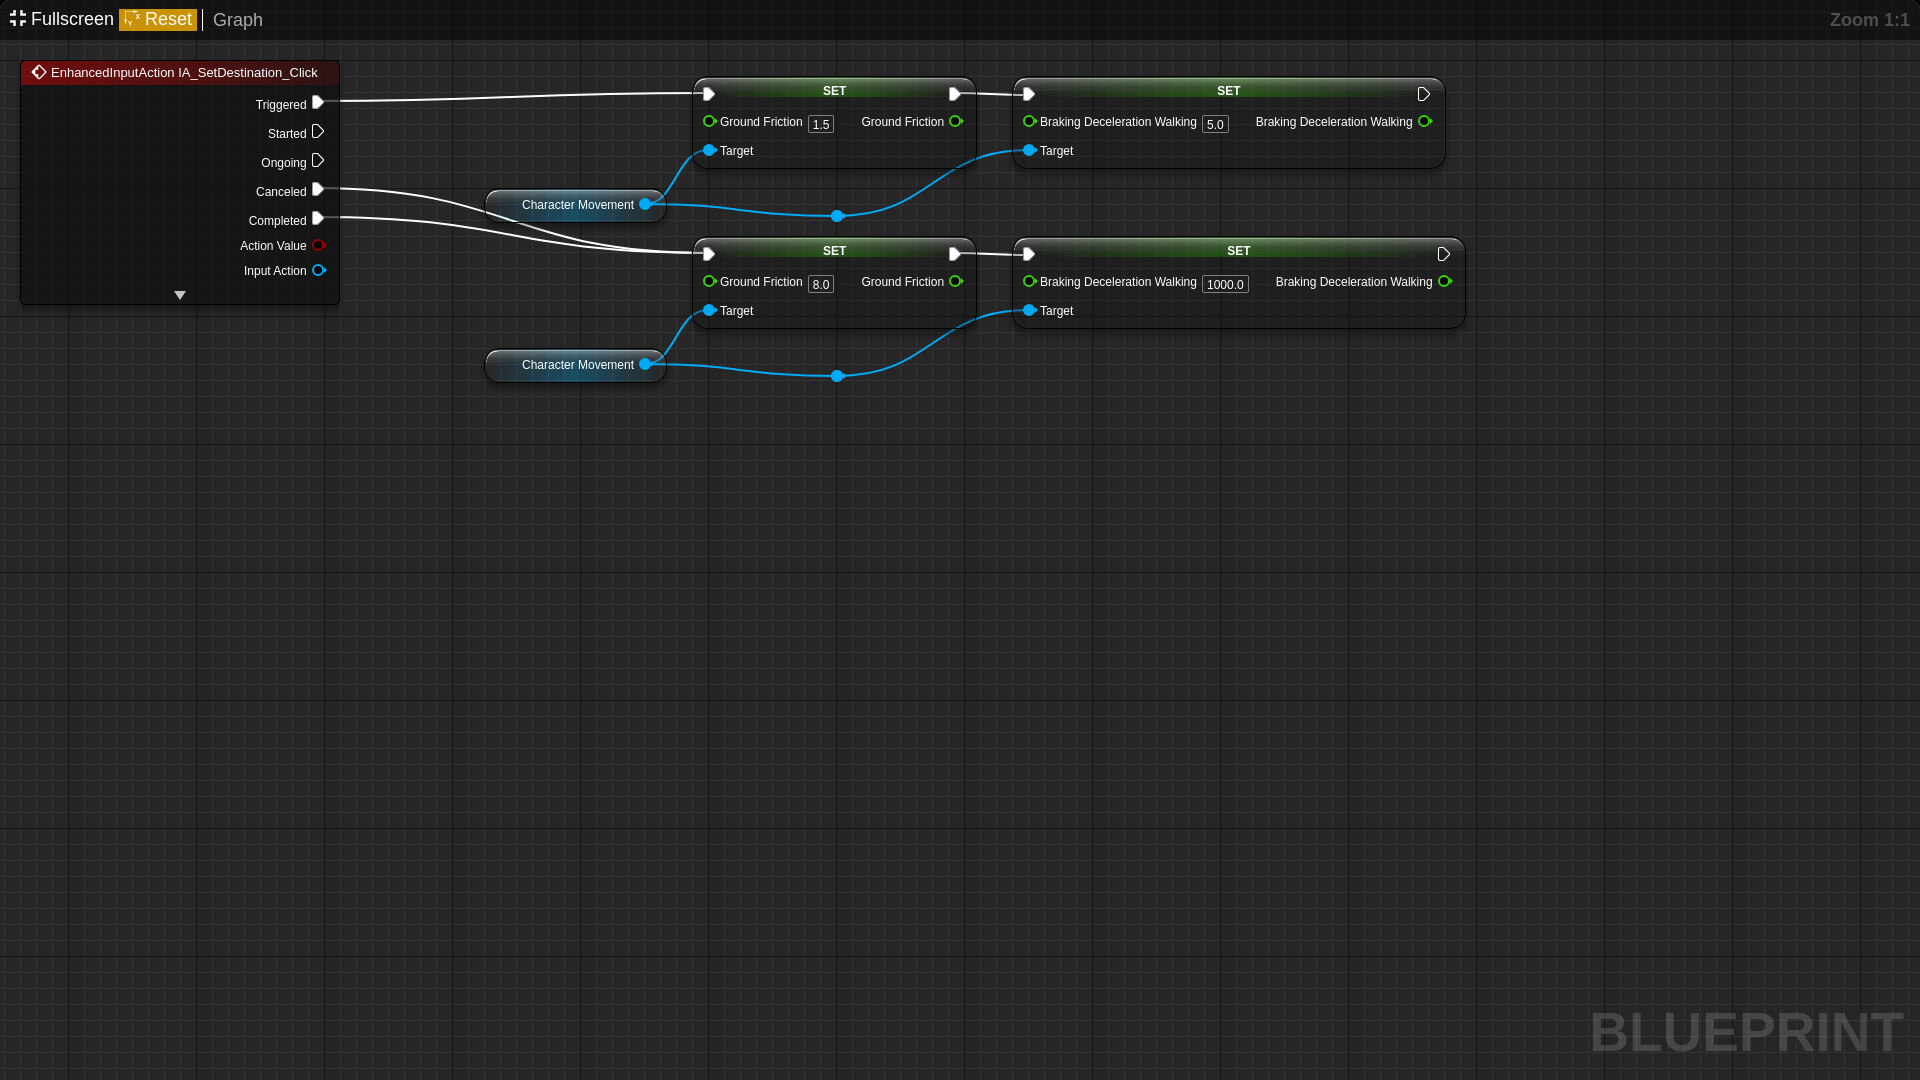 Fullscreen Reset Graph Zoom 1:1
EnhancedInputAction IA_SetDestination_Click
Triggered
Started
Ongoing
Canceled
Completed
Action Value
Input Action
SET
Ground Friction 1.5 Ground Friction
Target
SET
Braking Deceleration Walking 5.0 Braking Deceleration Walking
Target
Character Movement
SET
Ground Friction 8.0 Ground Friction
Target
SET
Braking Deceleration Walking 1000.0 Braking Deceleration Walking
Target
Character Movement
BLUEPRINT